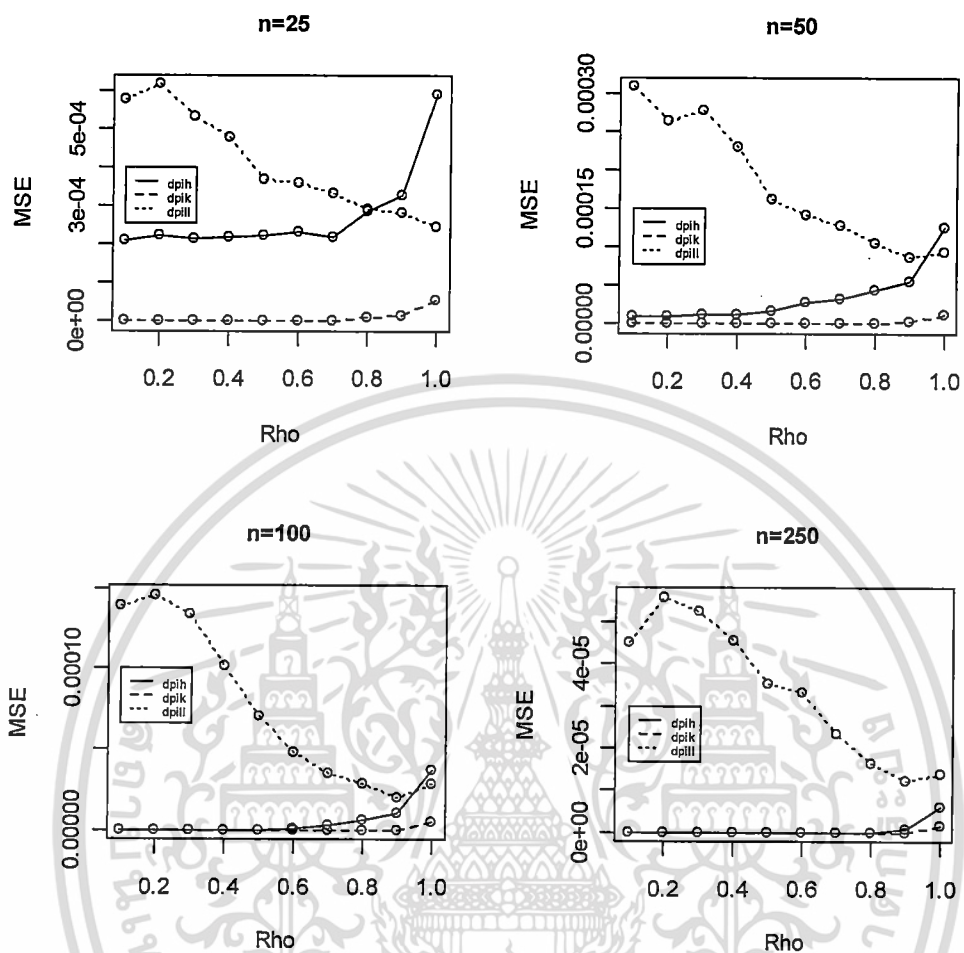 n=25
MSE
5e-04
3e-04
0e+00
dpih
dpik
dpill
0.2 0.4 0.6 0.8 1.0
Rho
n=50
MSE
0.00030
0.00015
0.00000
dpih
dpik
dpill
0.2 0.4 0.6 0.8 1.0
Rho
n=100
MSE
0.00010
0.00000
dpih
dpik
dpill
0.2 0.4 0.6 0.8 1.0
Rho
n=250
MSE
4e-05
2e-05
0e+00
dpih
dpik
dpill
0.2 0.4 0.6 0.8 1.0
Rho